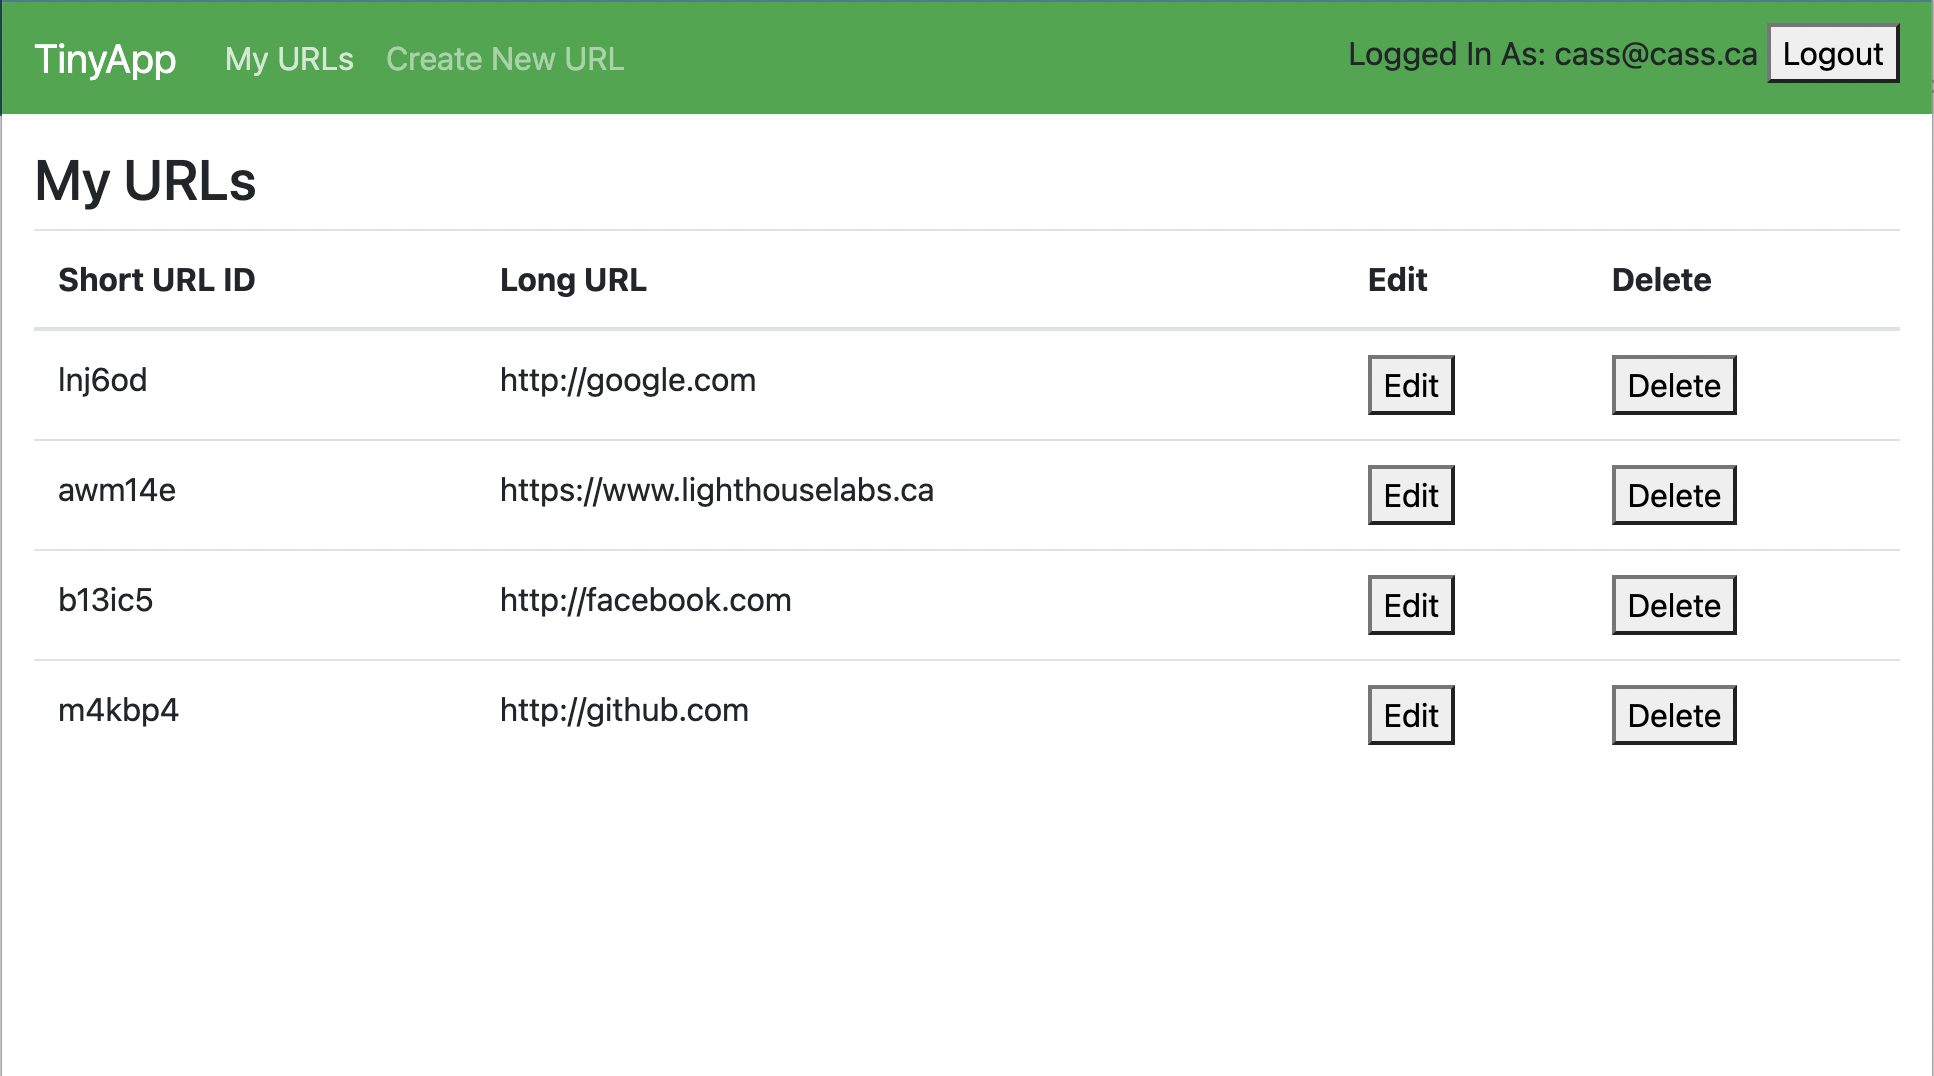 TinyApp My URLs Create New URL Logged In As: cass@cass.ca Logout
My URLs
Short URL ID Long URL Edit Delete
lnj6od http://google.com Edit Delete
awm14e https://www.lighthouselabs.ca Edit Delete
b13ic5 http://facebook.com Edit Delete
m4kbp4 http://github.com Edit Delete